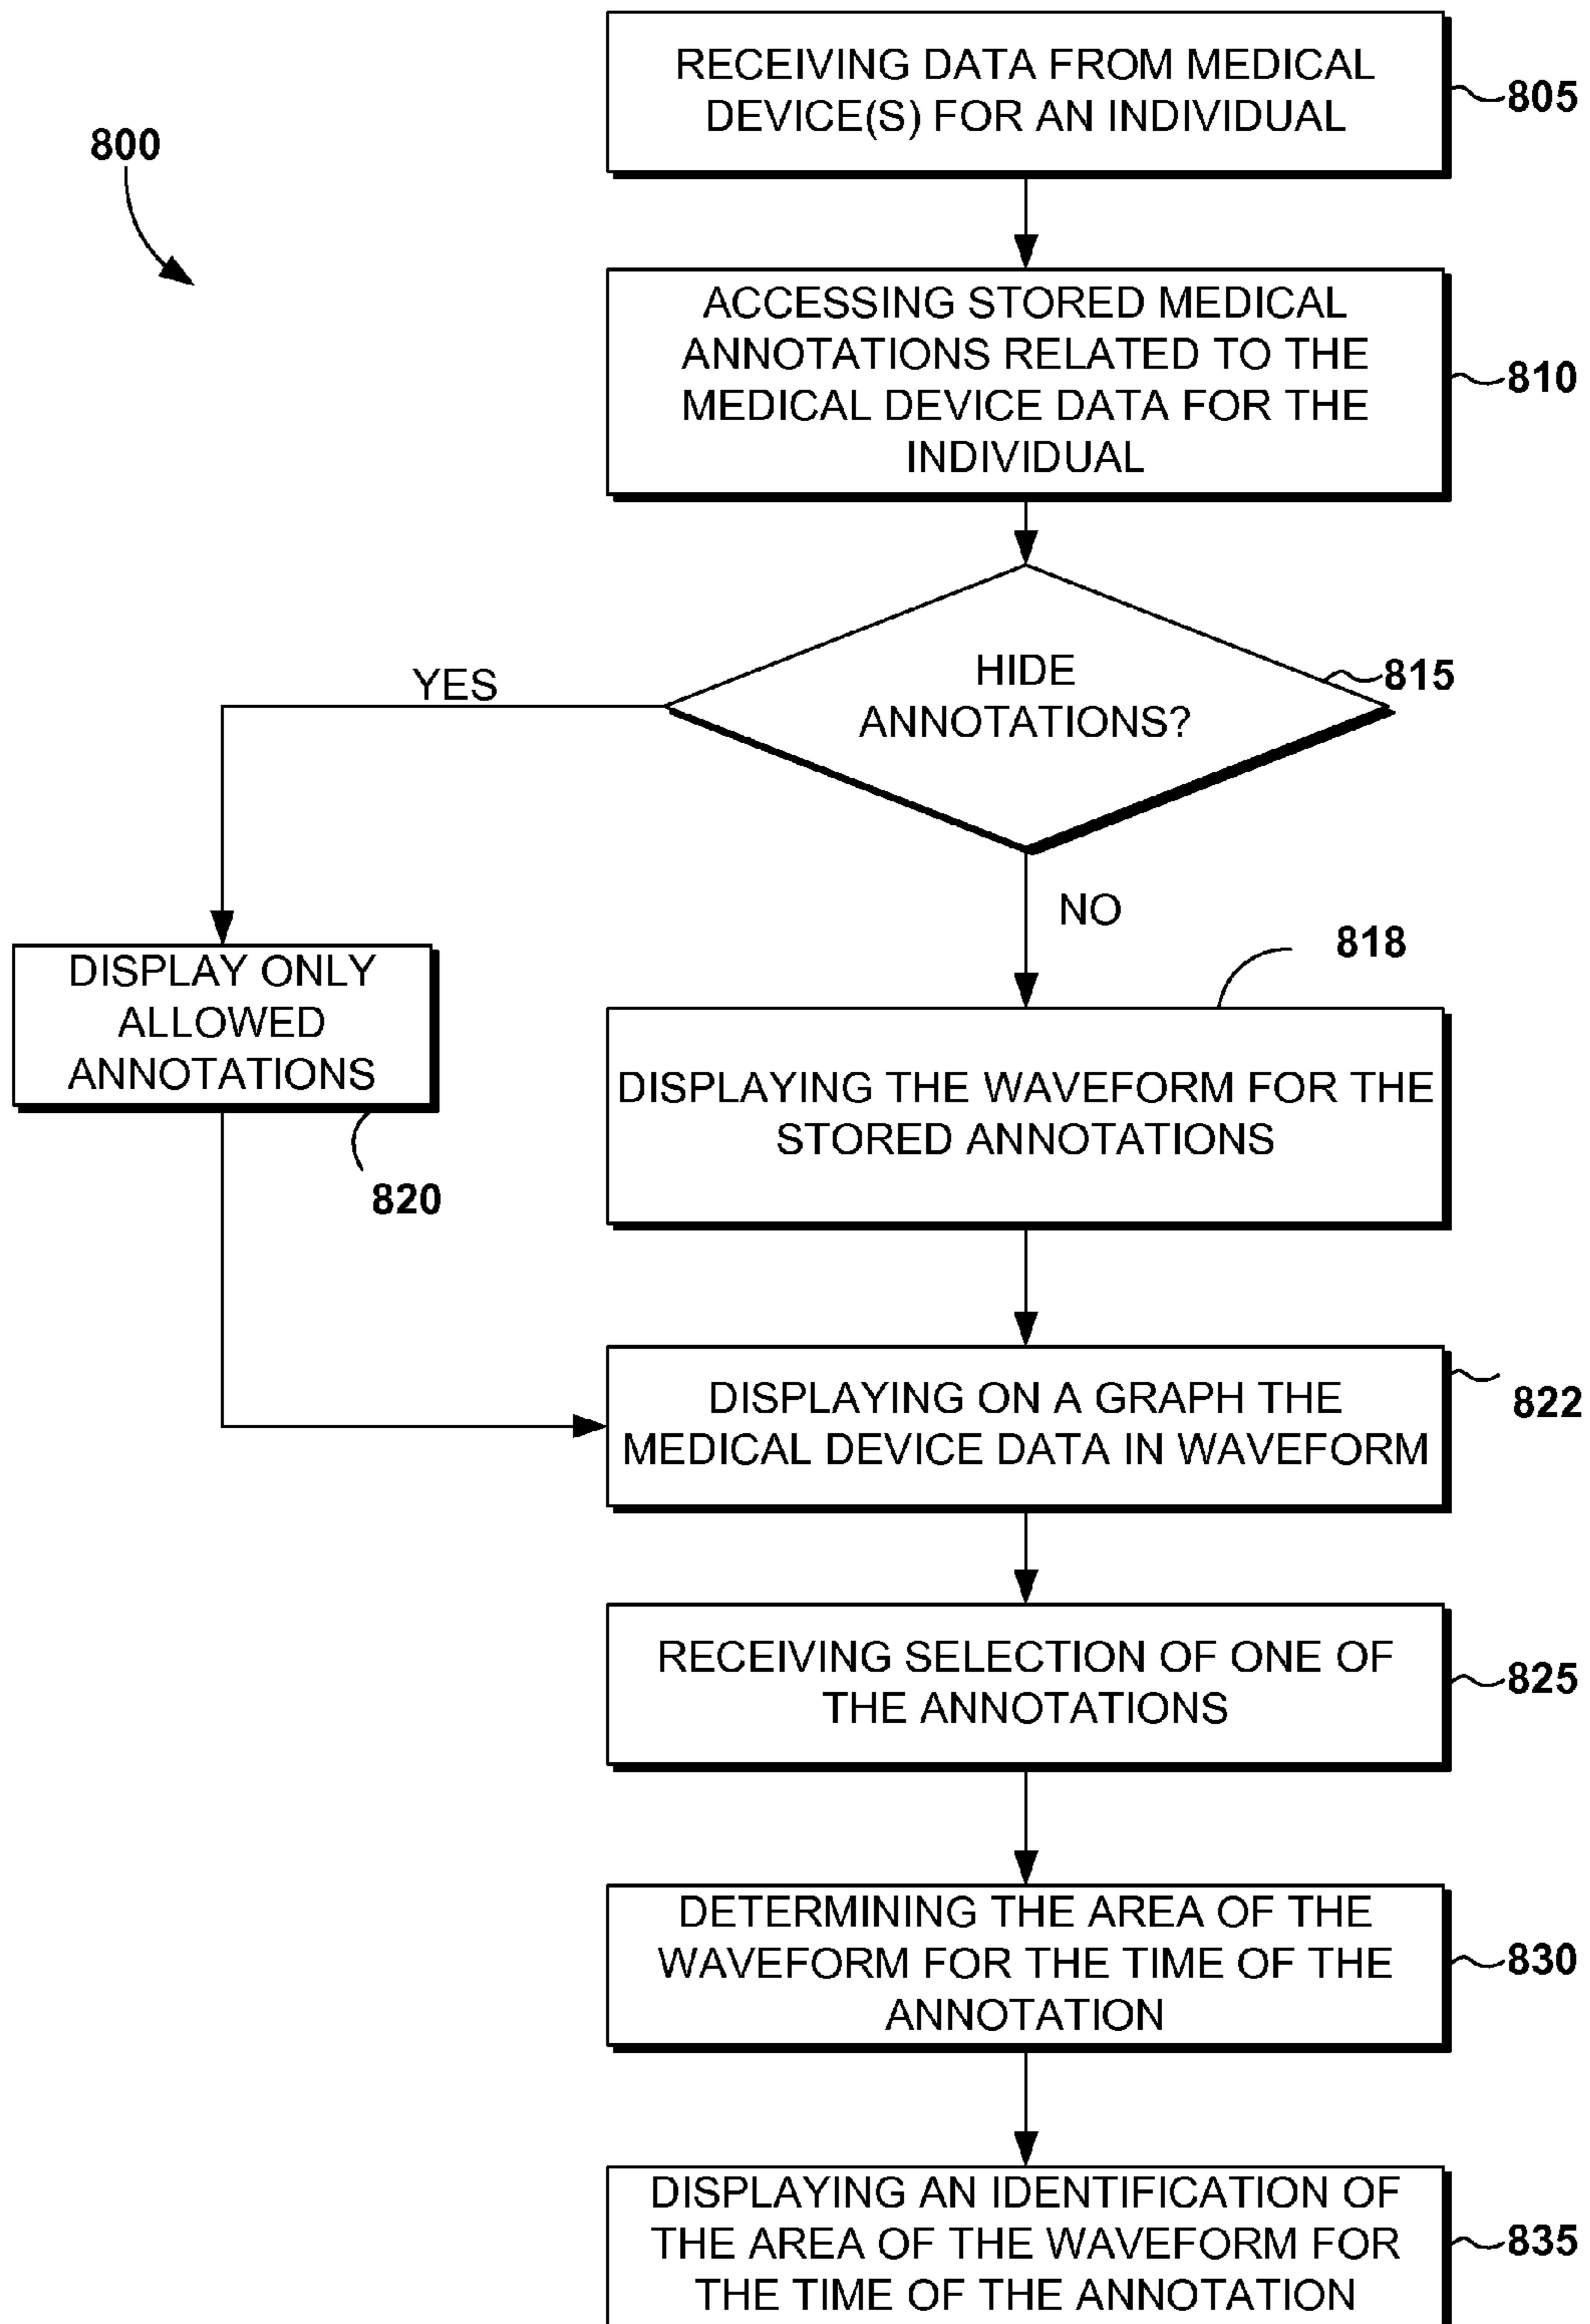 RECEIVING DATA FROM MEDICAL
DEVICE(S) FOR AN INDIVIDUAL
805
800
ACCESSING STORED MEDICAL
ANNOTATIONS RELATED TO THE
MEDICAL DEVICE DATA FOR THE
INDIVIDUAL
810
HIDE
ANNOTATIONS?
815
YES
NO
818
DISPLAY ONLY
ALLOWED
ANNOTATIONS
820
DISPLAYING THE WAVEFORM FOR THE
STORED ANNOTATIONS
DISPLAYING ON A GRAPH THE
MEDICAL DEVICE DATA IN WAVEFORM
822
RECEIVING SELECTION OF ONE OF
THE ANNOTATIONS
825
DETERMINING THE AREA OF THE
WAVEFORM FOR THE TIME OF THE
ANNOTATION
830
DISPLAYING AN IDENTIFICATION OF
THE AREA OF THE WAVEFORM FOR
THE TIME OF THE ANNOTATION
835